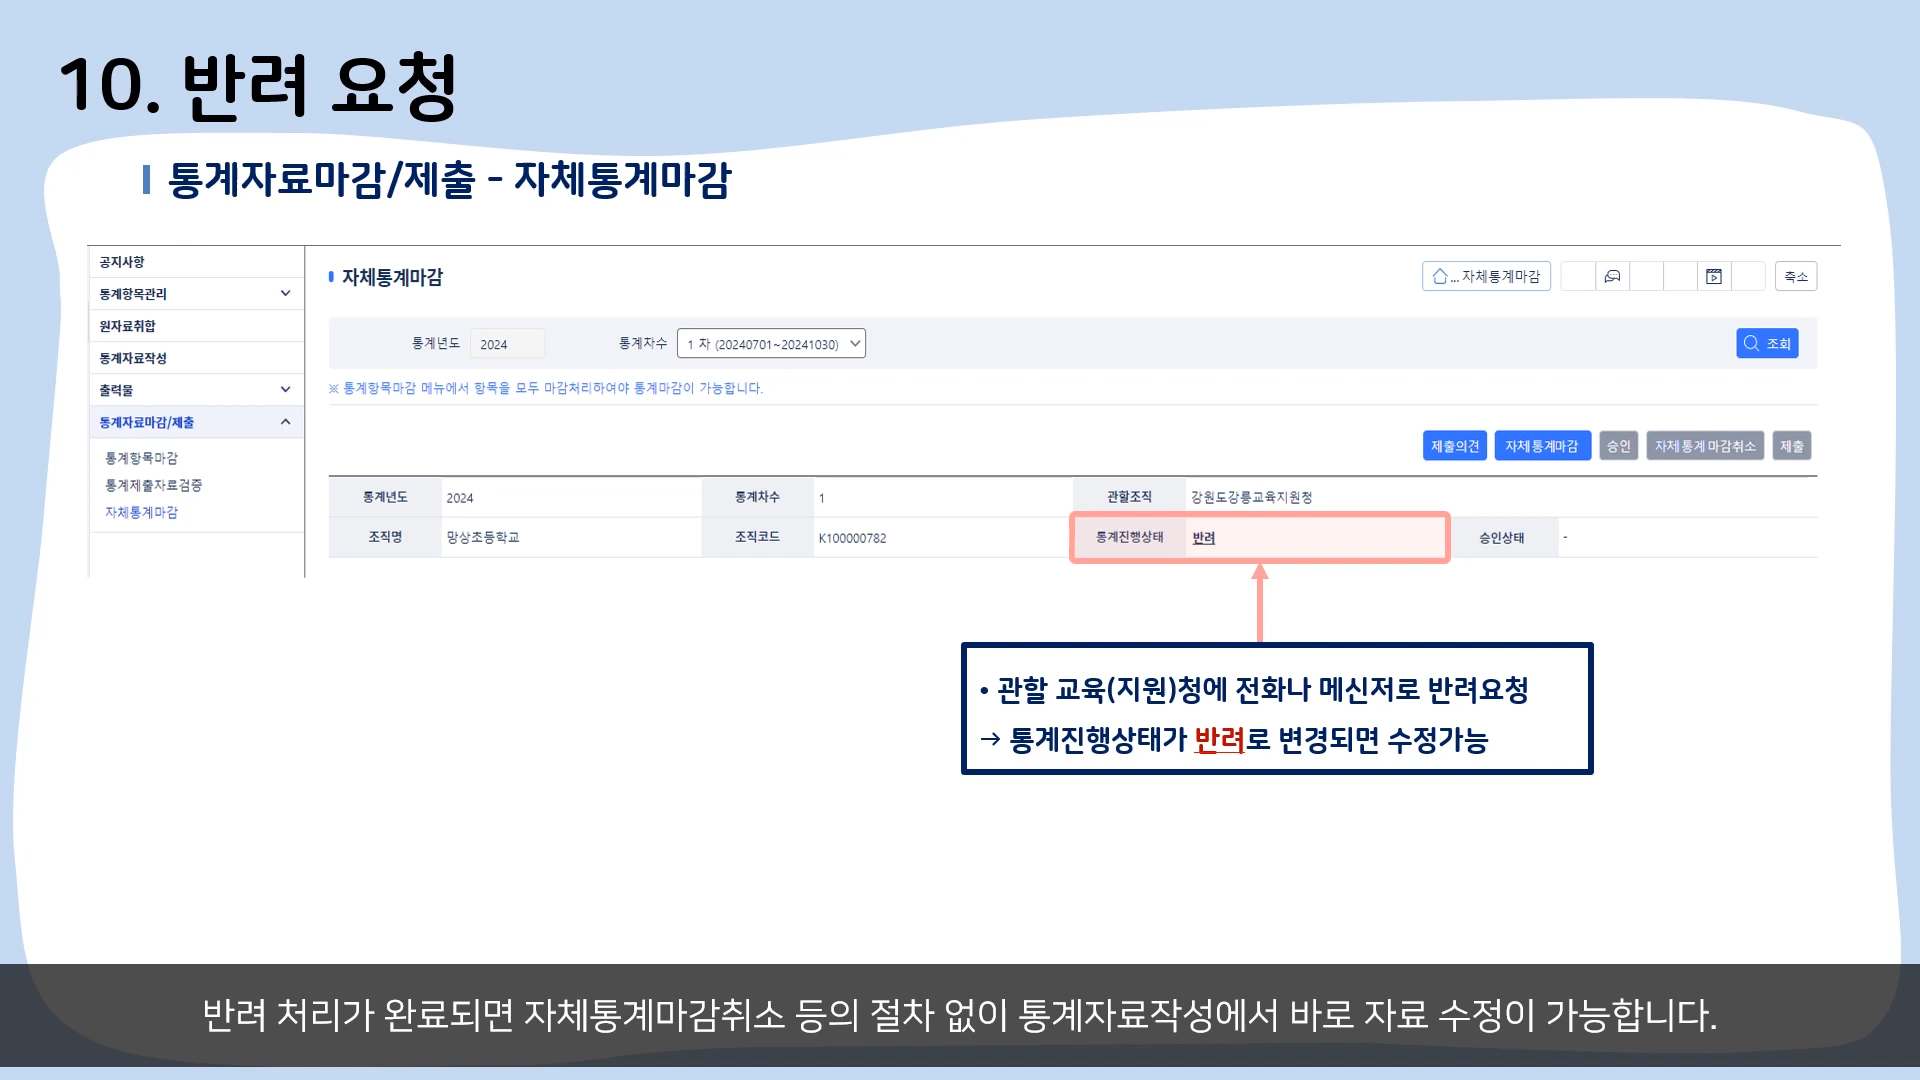 10. 반려 요청
통계자료마감/제출 - 자체통계마감
공지사항
통계항목관리
원자료취합
통계자료작성
출력물
통계자료마감/제출
통계항목마감
통계제출자료검증
자체통계마감
자체통계마감
... 자체통계마감
축소
통계년도 2024 통계차수 1 차 (20240701~20241030) 조회
※ 통계항목마감 메뉴에서 항목을 모두 마감처리하여야 통계마감이 가능합니다.
제출의견 자체통계마감 승인 자체통계마감취소 제출
통계년도 2024 통계차수 1 관할조직 강원도강릉교육지원청
조직명 망상초등학교 조직코드 K100000782 통계진행상태 반려 승인상태 -
• 관할 교육(지원)청에 전화나 메신저로 반려요청
→ 통계진행상태가 반려로 변경되면 수정가능
반려 처리가 완료되면 자체통계마감취소 등의 절차 없이 통계자료작성에서 바로 자료 수정이 가능합니다.